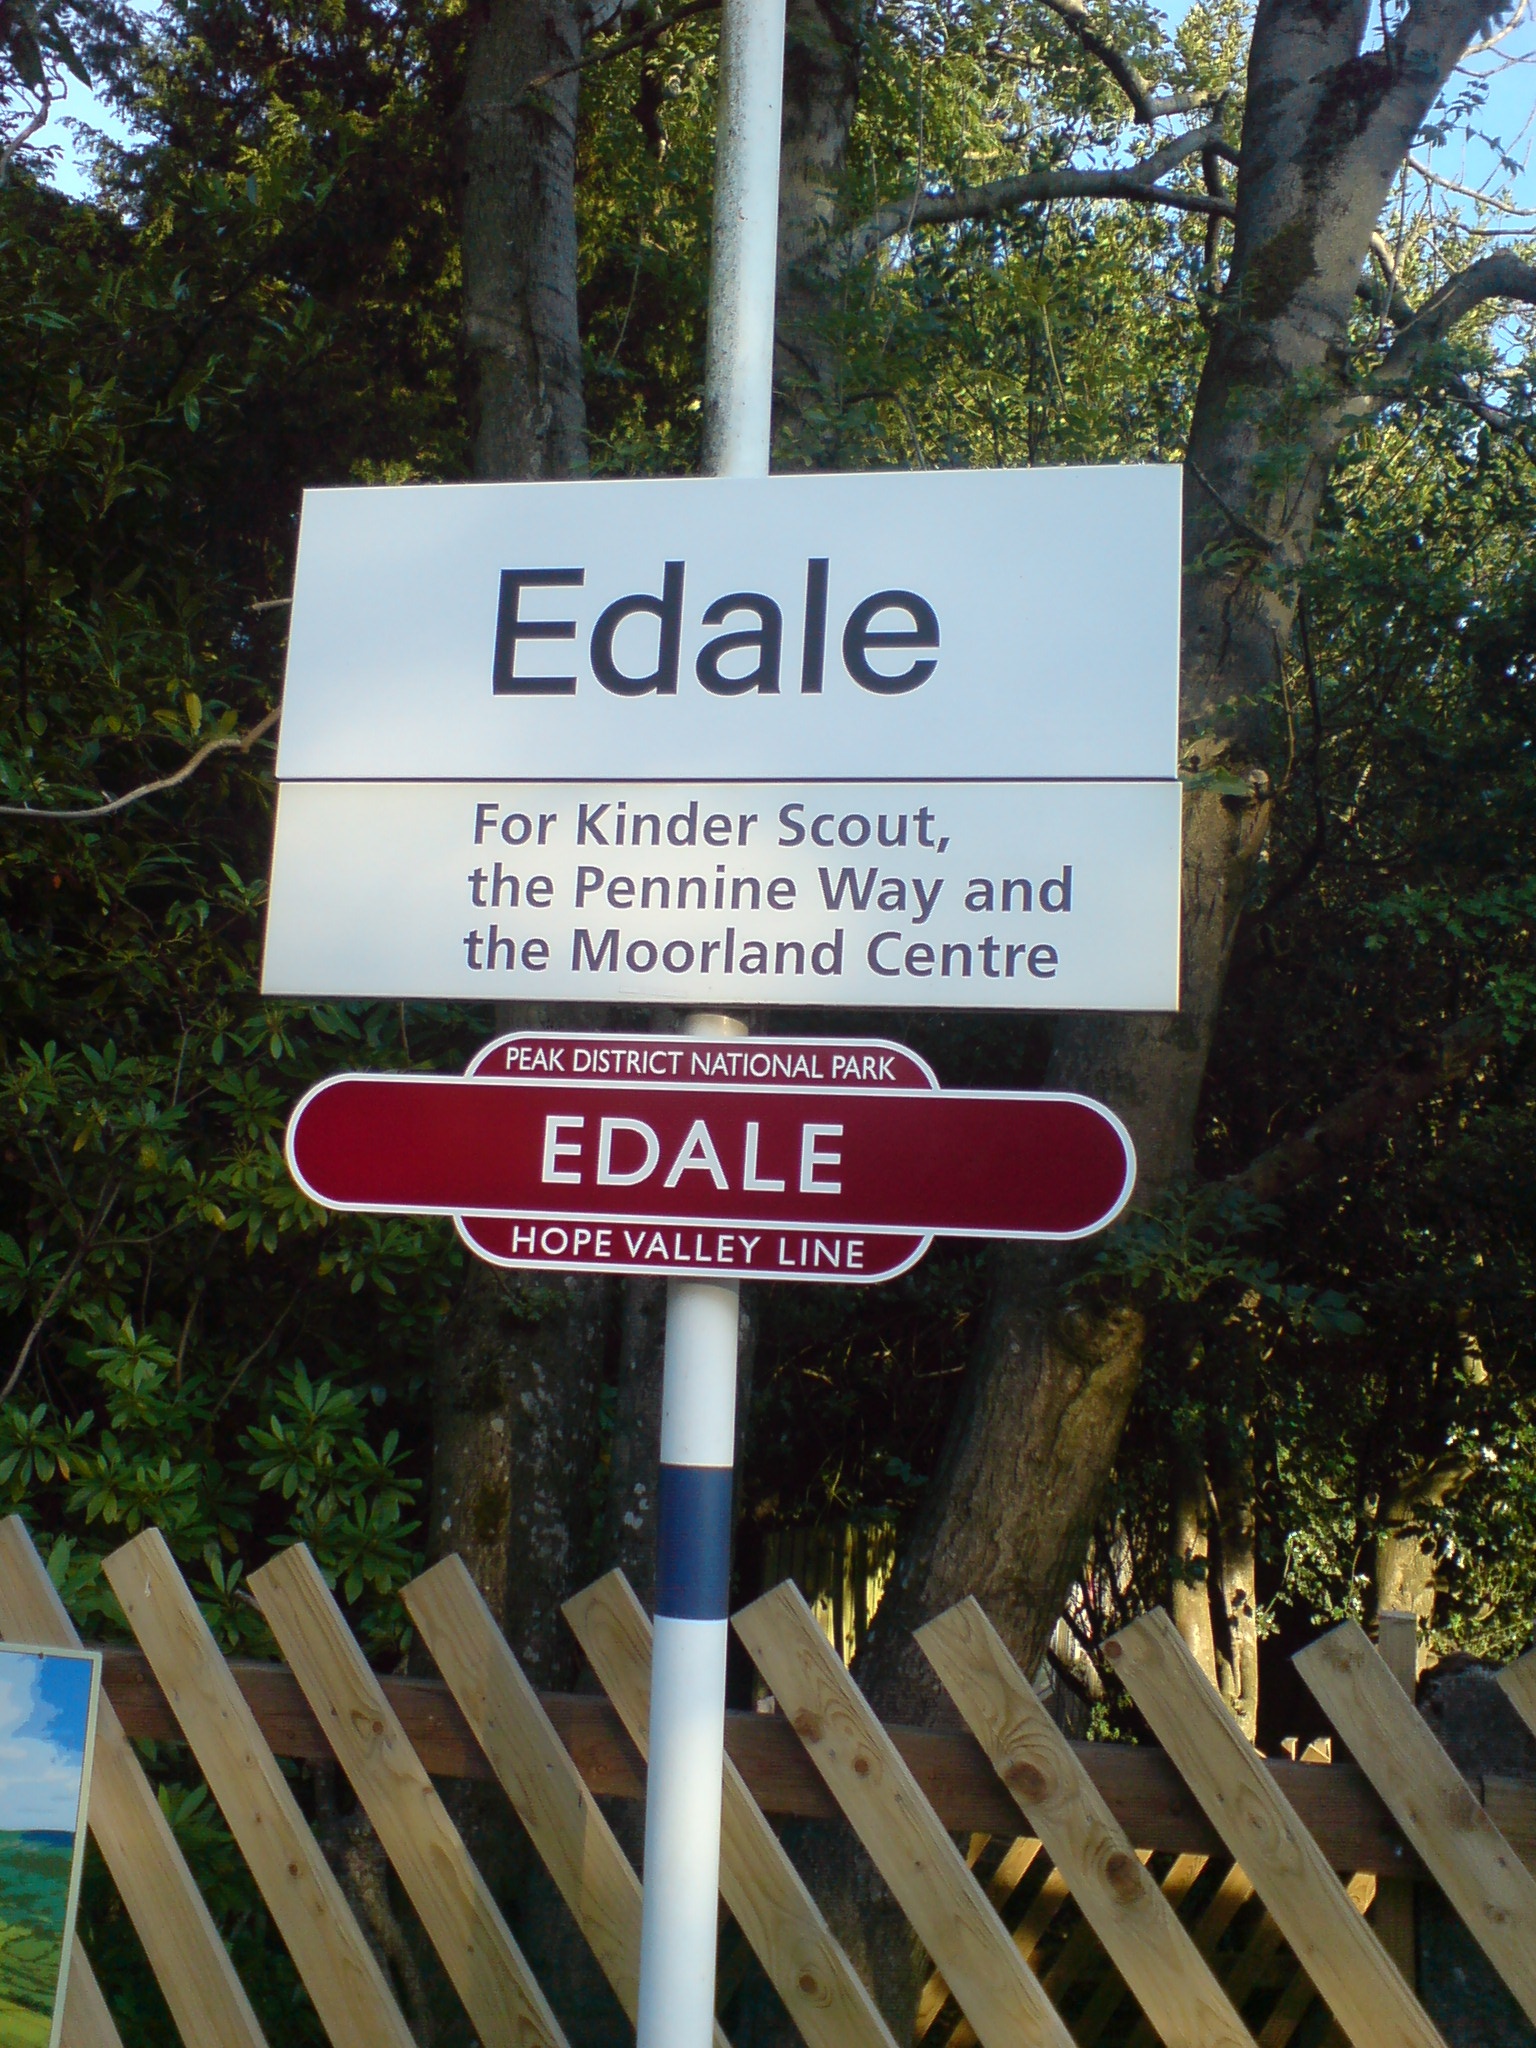 Edale
For Kinder Scout,
the Pennine Way and
the Moorland Centre
PEAK DISTRICT NATIONAL PARK
EDALE
HOPE VALLEY LINE